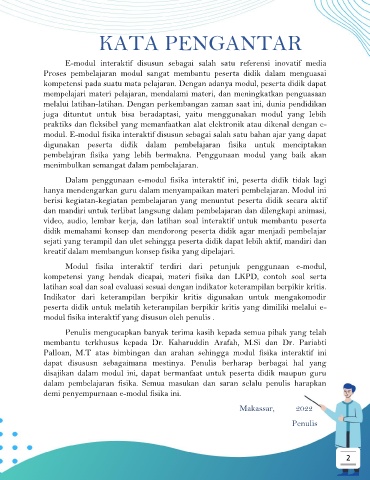 KATA PENGANTAR
E-modul interaktif disusun sebagai salah satu referensi inovatif media
Proses pembelajaran modul sangat membantu peserta didik dalam menguasai
kompetensi pada suatu mata pelajaran. Dengan adanya modul, peserta didik dapat
mempelajari materi pelajaran, mendalami materi, dan meningkatkan penguasaan
melalui latihan-latihan. Dengan perkembangan zaman saat ini, dunia pendidikan
juga dituntut untuk bisa beradaptasi, yaitu menggunakan modul yang lebih
praktiks dan fleksibel yang memanfaatkan alat elektronik atau dikenal dengan e-
modul. E-modul fisika interaktif disusun sebagai salah satu bahan ajar yang dapat
digunakan peserta didik dalam pembelajaran fisika untuk menciptakan
pembelajran fisika yang lebih bermakna. Penggunaan modul yang baik akan
menimbulkan semangat dalam pembelajaran.
Dalam penggunaan e-modul fisika interaktif ini, peserta didik tidak lagi
hanya mendengarkan guru dalam menyampaikan materi pembelajaran. Modul ini
berisi kegiatan-kegiatan pembelajaran yang menuntut peserta didik secara aktif
dan mandiri untuk terlibat langsung dalam pembelajaran dan dilengkapi animasi,
video, audio, lembar kerja, dan latihan soal interaktif untuk membantu peserta
didik memahami konsep dan mendorong peserta didik agar menjadi pembelajar
sejati yang terampil dan ulet sehingga peserta didik dapat lebih aktif, mandiri dan
kreatif dalam membangun konsep fisika yang dipelajari.
Modul fisika interaktif terdiri dari petunjuk penggunaan e-modul,
kompetensi yang hendak dicapai, materi fisika dan LKPD, contoh soal serta
latihan soal dan soal evaluasi sesuai dengan indikator keterampilan berpikir kritis.
Indikator dari keterampilan berpikir kritis digunakan untuk mengakomodir
peserta didik untuk melatih keterampilan berpikir kritis yang dimiliki melalui e-
modul fisika interaktif yang disusun oleh penulis .
Penulis mengucapkan banyak terima kasih kepada semua pihak yang telah
membantu terkhusus kepada Dr. Kaharuddin Arafah, M.Si dan Dr. Pariabti
Palloan, M.T atas bimbingan dan arahan sehingga modul fisika interaktif ini
dapat disususn sebagaimana mestinya. Penulis berharap berbagai hal yang
disajikan dalam modul ini, dapat bermanfaat untuk peserta didik maupun guru
dalam pembelajaran fisika. Semua masukan dan saran selalu penulis harapkan
demi penyempurnaan e-modul fisika ini.
Makassar, 2022
Penulis
2